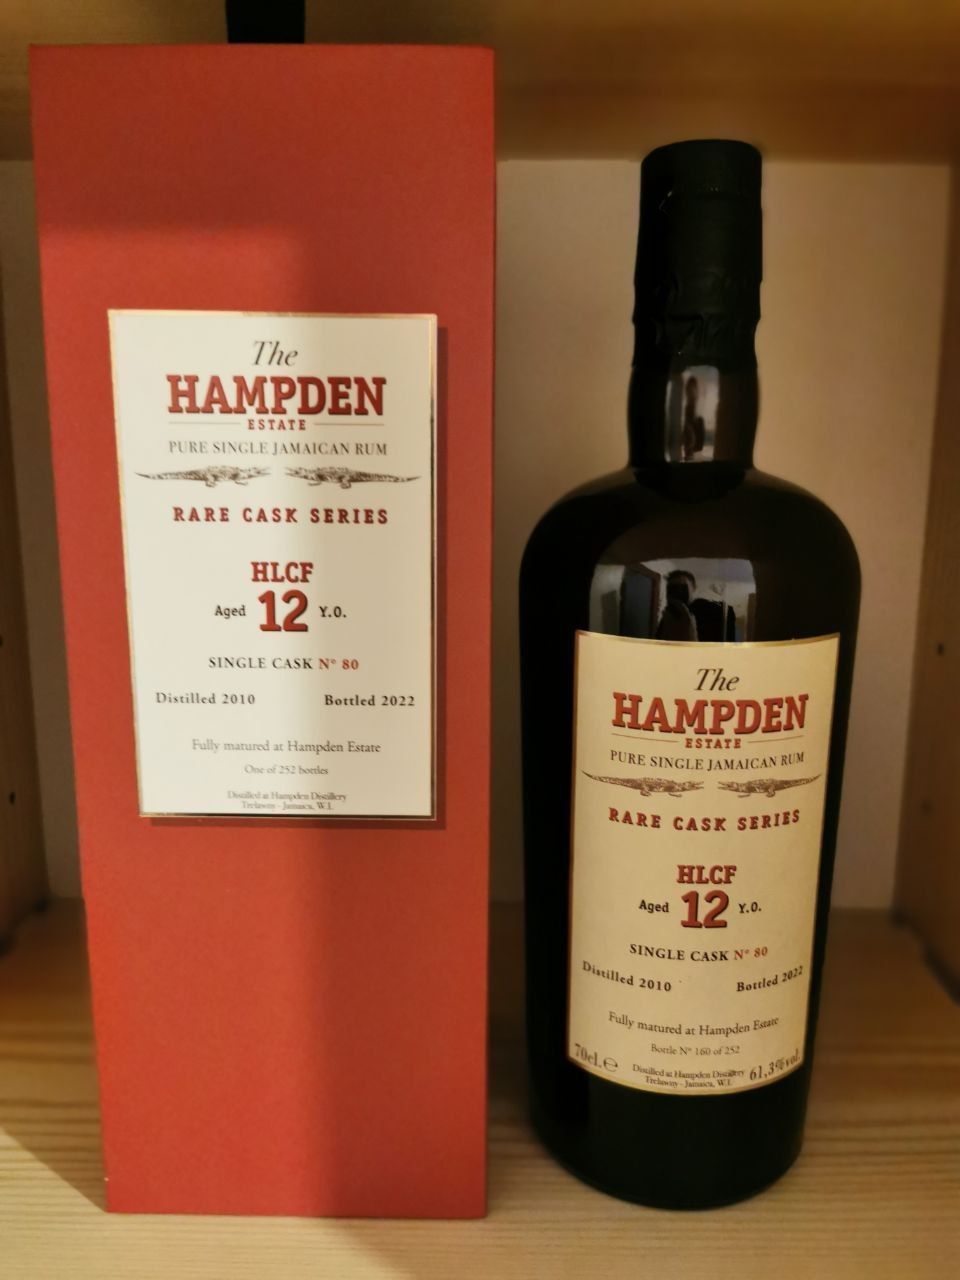 The
HAMPDEN
ESTATE
PURE SINGLE JAMAICAN RUM
RARE CASK SERIES
HLCF
Aged 12 Y.O.
SINGLE CASK N° 80
Distilled 2010 Bottled 2022
Fully matured at Hampden Estate
One of 252 bottles
Distilled at Hampden Distillery
Trelawny - Jamaica, W.I.
The
HAMPDEN
ESTATE
PURE SINGLE JAMAICAN RUM
RARE CASK SERIES
HLCF
Aged 12 Y.O.
SINGLE CASK N° 80
Distilled 2010 Bottled 2022
Fully matured at Hampden Estate
Bottle N° 160 of 252
70cl. ℮ Distilled at Hampden Distillery 61,3%vol.
Trelawny - Jamaica, W.I.